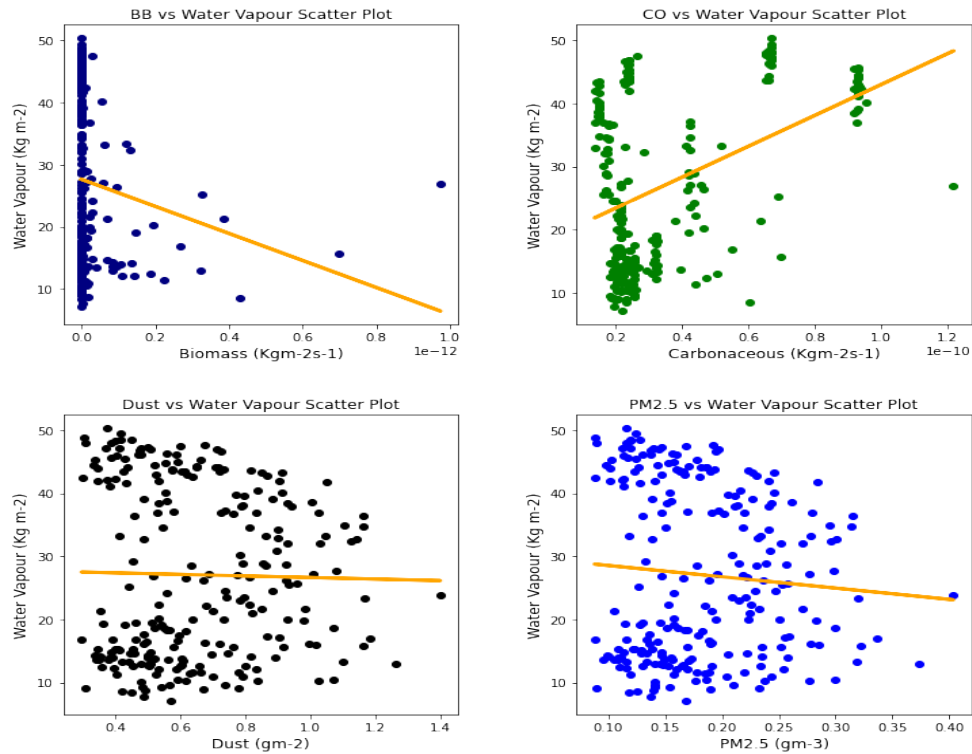 BB vs Water Vapour Scatter Plot
Water Vapour (Kg m-2)
50
40
30
20
10
0.0 0.2 0.4 0.6 0.8 1.0
1e−12
Biomass (Kgm-2s-1)
CO vs Water Vapour Scatter Plot
Water Vapour (Kg m-2)
50
40
30
20
10
0.2 0.4 0.6 0.8 1.0 1.2
1e−10
Carbonaceous (Kgm-2s-1)
Dust vs Water Vapour Scatter Plot
Water Vapour (Kg m-2)
50
40
30
20
10
0.4 0.6 0.8 1.0 1.2 1.4
Dust (gm-2)
PM2.5 vs Water Vapour Scatter Plot
Water Vapour (Kg m-2)
50
40
30
20
10
0.10 0.15 0.20 0.25 0.30 0.35 0.40
PM2.5 (gm-3)